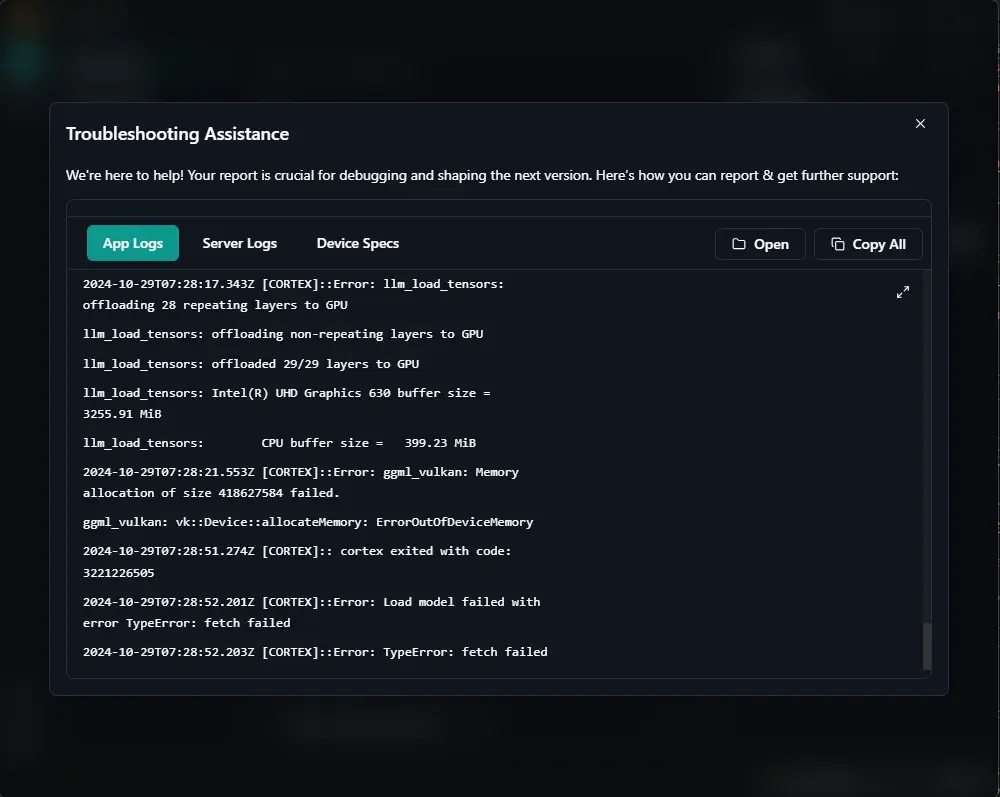 Troubleshooting Assistance
We're here to help! Your report is crucial for debugging and shaping the next version. Here's how you can report & get further support:
App Logs Server Logs Device Specs Open Copy All
2024-10-29T07:28:17.343Z [CORTEX]::Error: llm_load_tensors:
offloading 28 repeating layers to GPU
llm_load_tensors: offloading non-repeating layers to GPU
llm_load_tensors: offloaded 29/29 layers to GPU
llm_load_tensors: Intel(R) UHD Graphics 630 buffer size =
3255.91 MiB
llm_load_tensors:        CPU buffer size =   399.23 MiB
2024-10-29T07:28:21.553Z [CORTEX]::Error: ggml_vulkan: Memory
allocation of size 418627584 failed.
ggml_vulkan: vk::Device::allocateMemory: ErrorOutOfDeviceMemory
2024-10-29T07:28:51.274Z [CORTEX]:: cortex exited with code:
3221226505
2024-10-29T07:28:52.201Z [CORTEX]::Error: Load model failed with
error TypeError: fetch failed
2024-10-29T07:28:52.203Z [CORTEX]::Error: TypeError: fetch failed